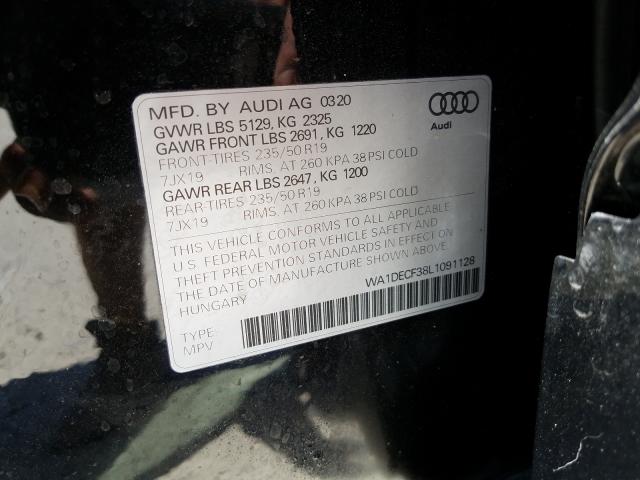 MFD. BY AUDI AG 0320
GVWR LBS 5129, KG 2325
GAWR FRONT LBS 2691, KG 1220
FRONT-TIRES 235/50 R19
7JX19 RIMS. AT 260 KPA 38 PSI COLD
GAWR REAR LBS 2647, KG 1200
REAR-TIRES 235/50 R19
7JX19 RIMS. AT 260 KPA 38 PSI COLD
Audi
THIS VEHICLE CONFORMS TO ALL APPLICABLE
U.S. FEDERAL MOTOR VEHICLE SAFETY AND
THEFT PREVENTION STANDARDS IN EFFECT ON
THE DATE OF MANUFACTURE SHOWN ABOVE
HUNGARY
WA1DECF38L1091128
TYPE:
MPV